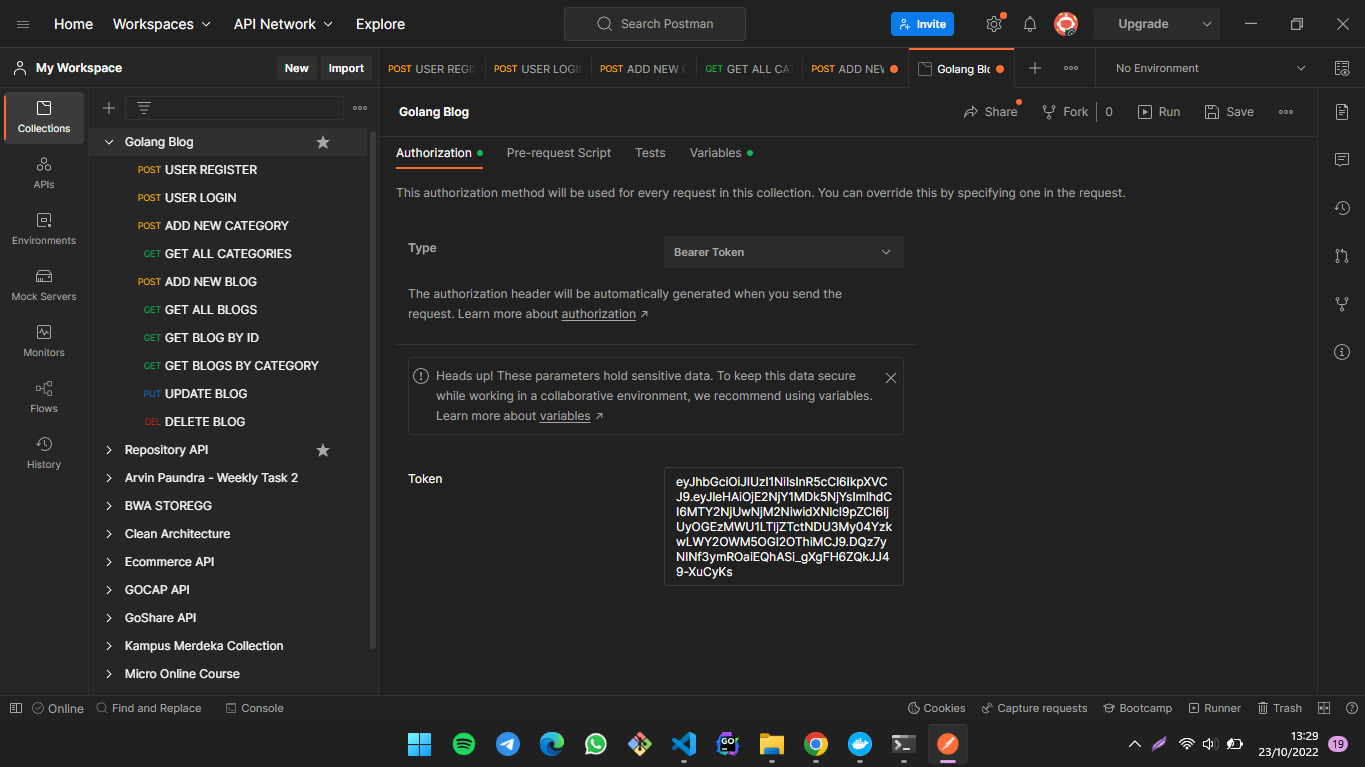 Home
Workspaces
API Network
Explore
Search Postman
Invite
Upgrade
My Workspace
New
Import
POST USER REGIS
POST USER LOGI
POST ADD NEW C
GET GET ALL CAT
POST ADD NEW
Golang Blo
No Environment
Collections
APIs
Environments
Mock Servers
Monitors
Flows
History
Golang Blog
POST USER REGISTER
POST USER LOGIN
POST ADD NEW CATEGORY
GET GET ALL CATEGORIES
POST ADD NEW BLOG
GET GET ALL BLOGS
GET GET BLOG BY ID
GET GET BLOGS BY CATEGORY
PUT UPDATE BLOG
DEL DELETE BLOG
Repository API
Arvin Paundra - Weekly Task 2
BWA STOREGG
Clean Architecture
Ecommerce API
GOCAP API
GoShare API
Kampus Merdeka Collection
Micro Online Course
Golang Blog
Share
Fork
0
Run
Save
Authorization
Pre-request Script
Tests
Variables
This authorization method will be used for every request in this collection. You can override this by specifying one in the request.
Type
Bearer Token
The authorization header will be automatically generated when you send the
request. Learn more about authorization ↗
Heads up! These parameters hold sensitive data. To keep this data secure
while working in a collaborative environment, we recommend using variables.
Learn more about variables ↗
Token
Online
Find and Replace
Console
Cookies
Capture requests
Bootcamp
Runner
Trash
GO
13:29
23/10/2022
19